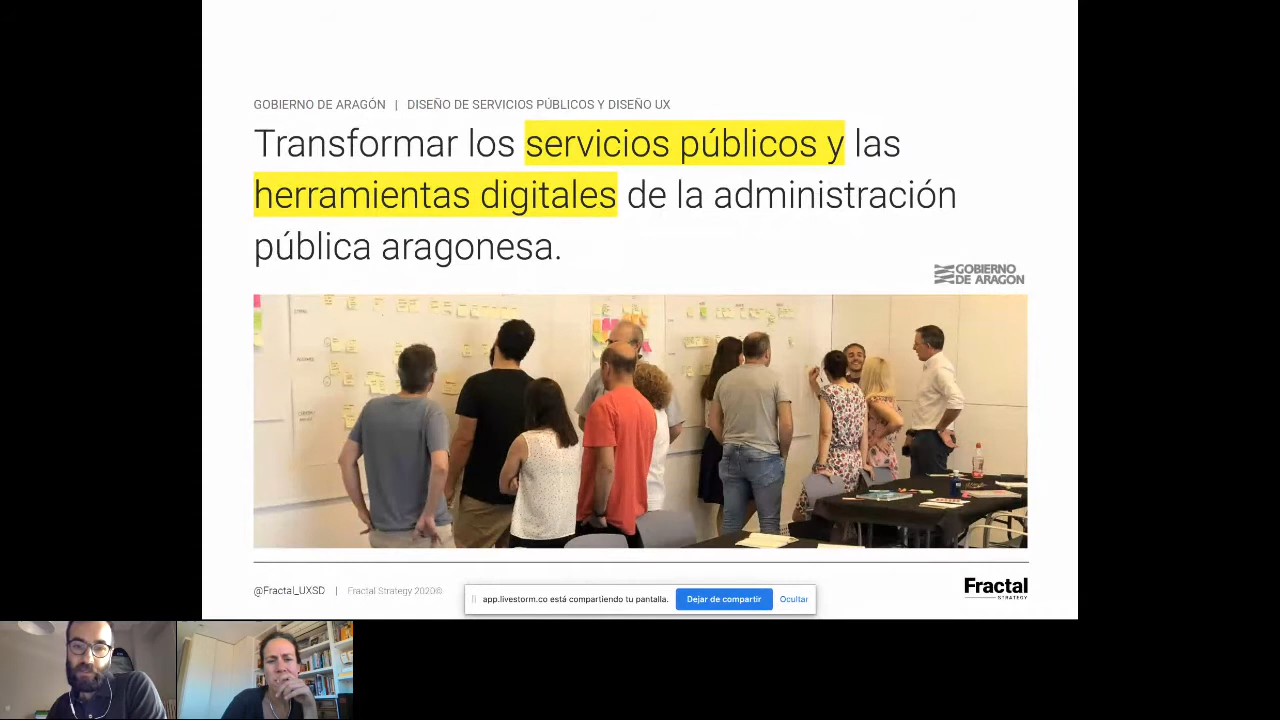 GOBIERNO DE ARAGÓN | DISEÑO DE SERVICIOS PÚBLICOS Y DISEÑO UX
Transformar los servicios públicos y las
herramientas digitales de la administración
pública aragonesa.
GOBIERNO
DE ARAGON
@Fractal_UXSD | Fractal Strategy 2020©
app.livestorm.co está compartiendo tu pantalla.
Dejar de compartir
Ocultar
Fractal
STRATEGY